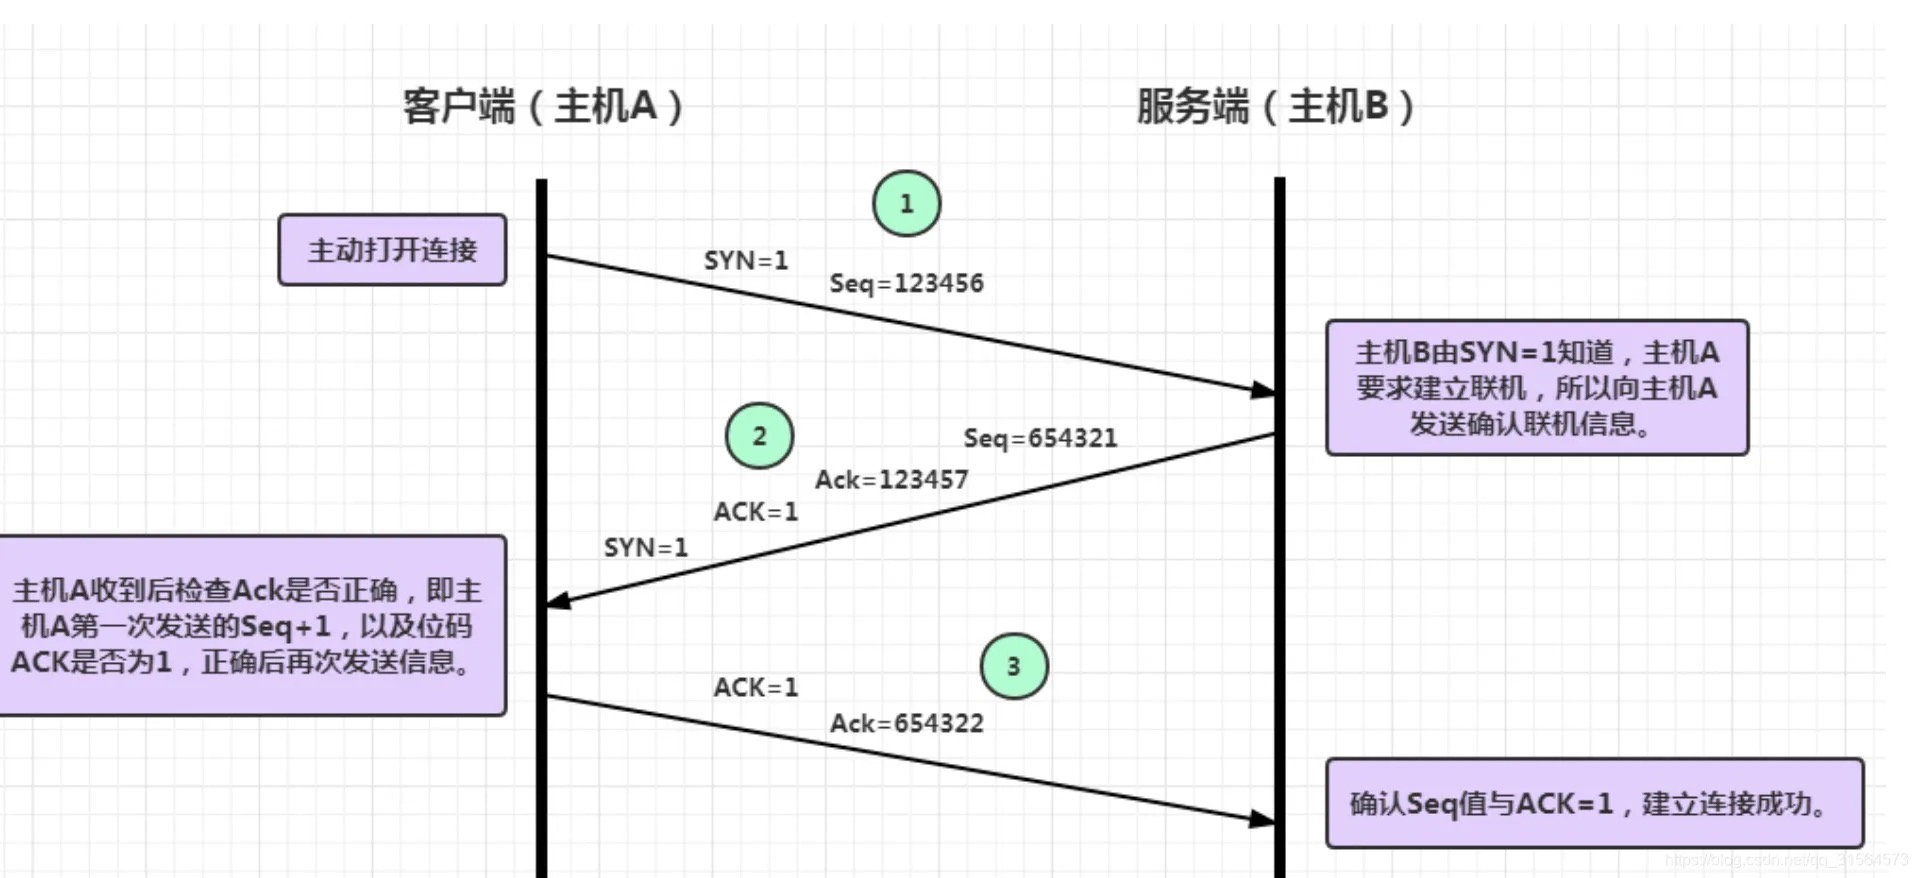 客户端（主机A）
服务端（主机B）
1
主动打开连接
SYN=1
Seq=123456
主机B由SYN=1知道，主机A
要求建立联机，所以向主机A
发送确认联机信息。
2
Seq=654321
Ack=123457
ACK=1
SYN=1
主机A收到后检查Ack是否正确，即主
机A第一次发送的Seq+1，以及位码
ACK是否为1，正确后再次发送信息。
3
ACK=1
Ack=654322
确认Seq值与ACK=1，建立连接成功。
https://blog.csdn.net/qq_31564573